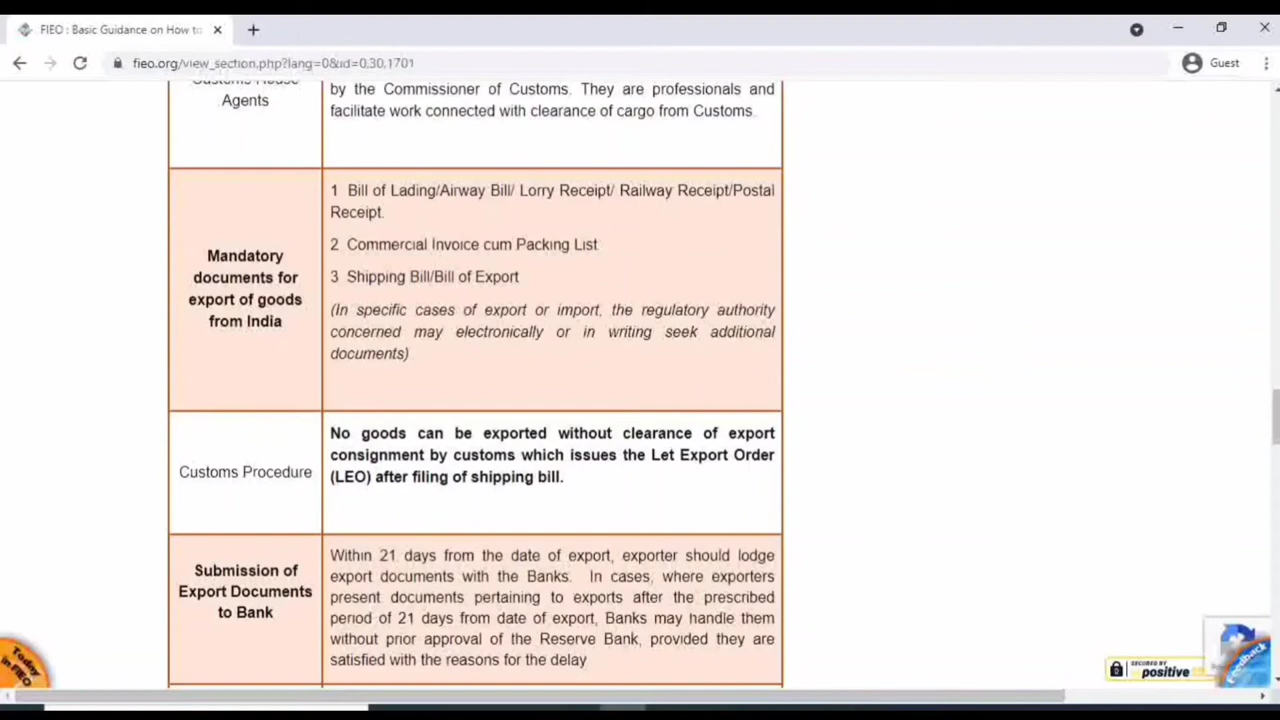 FIEO : Basic Guidance on How to
fieo.org/view_section.php?lang=0&id=0,30,1701
Guest
Customs House
Agents
by the Commissioner of Customs. They are professionals and
facilitate work connected with clearance of cargo from Customs.
Mandatory
documents for
export of goods
from India
1 Bill of Lading/Airway Bill/ Lorry Receipt/ Railway Receipt/Postal
Receipt.
2 Commercial Invoice cum Packing List
3 Shipping Bill/Bill of Export
(In specific cases of export or import, the regulatory authority
concerned may electronically or in writing seek additional
documents)
Customs Procedure
No goods can be exported without clearance of export
consignment by customs which issues the Let Export Order
(LEO) after filing of shipping bill.
Submission of
Export Documents
to Bank
Within 21 days from the date of export, exporter should lodge
export documents with the Banks. In cases, where exporters
present documents pertaining to exports after the prescribed
period of 21 days from date of export, Banks may handle them
without prior approval of the Reserve Bank, provided they are
satisfied with the reasons for the delay
Today
in FIEO
SECURED BY
positive
Feedback